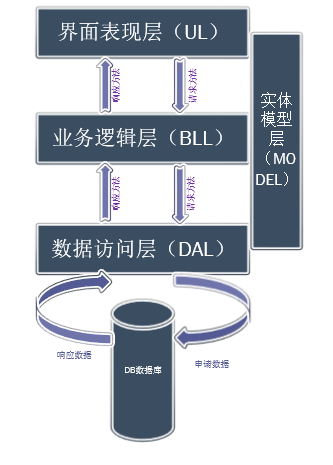 界面表现层（UL）
响应方法
请求方法
实体
模型
层
（MO
DEL）
业务逻辑层（BLL）
响应方法
请求方法
数据访问层（DAL）
响应数据
DB数据库
申请数据